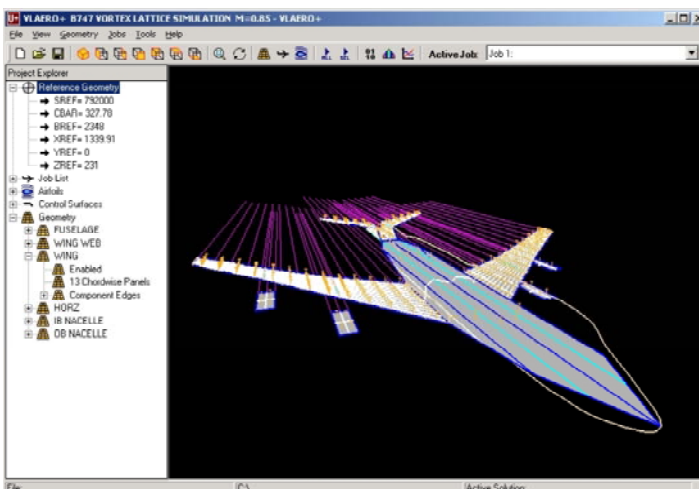 VLAERO+ B747 VORTEX LATTICE SIMULATION M=0.85 - VLAERO+
File View Geometry Jobs Tools Help
Active Job: Job 1:
Project Explorer
Reference Geometry
SREF= 792000
CBAR= 327.78
BREF= 2348
XREF= 1339.91
YREF= 0
ZREF= 231
Job List
Airfoils
Control Surfaces
Geometry
FUSELAGE
WING WEB
WING
Enabled
13 Chordwise Panels
Component Edges
HORZ
IB NACELLE
OB NACELLE
File: C:\ Active Solution: